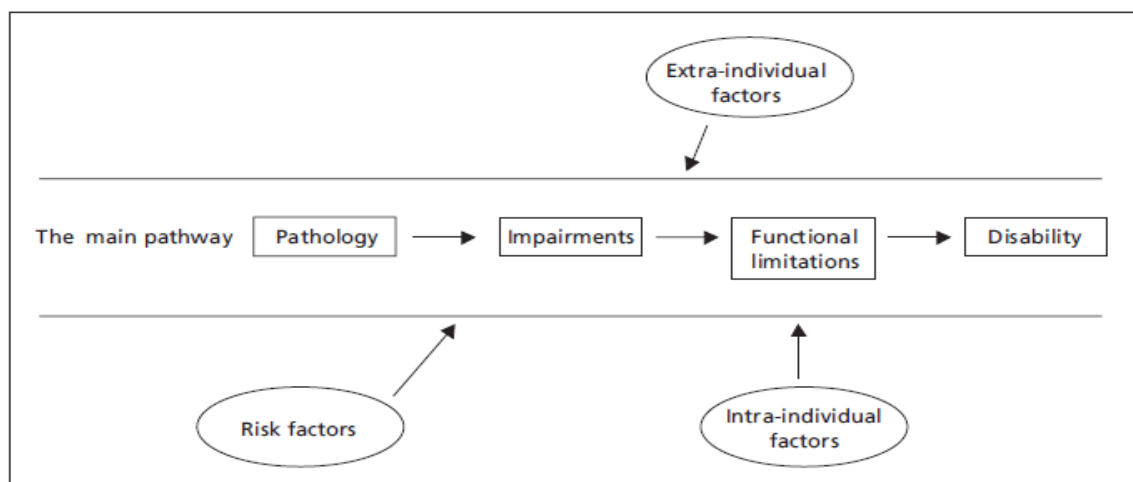 Extra-individual
factors
The main pathway
Pathology
Impairments
Functional
limitations
Disability
Risk factors
Intra-individual
factors